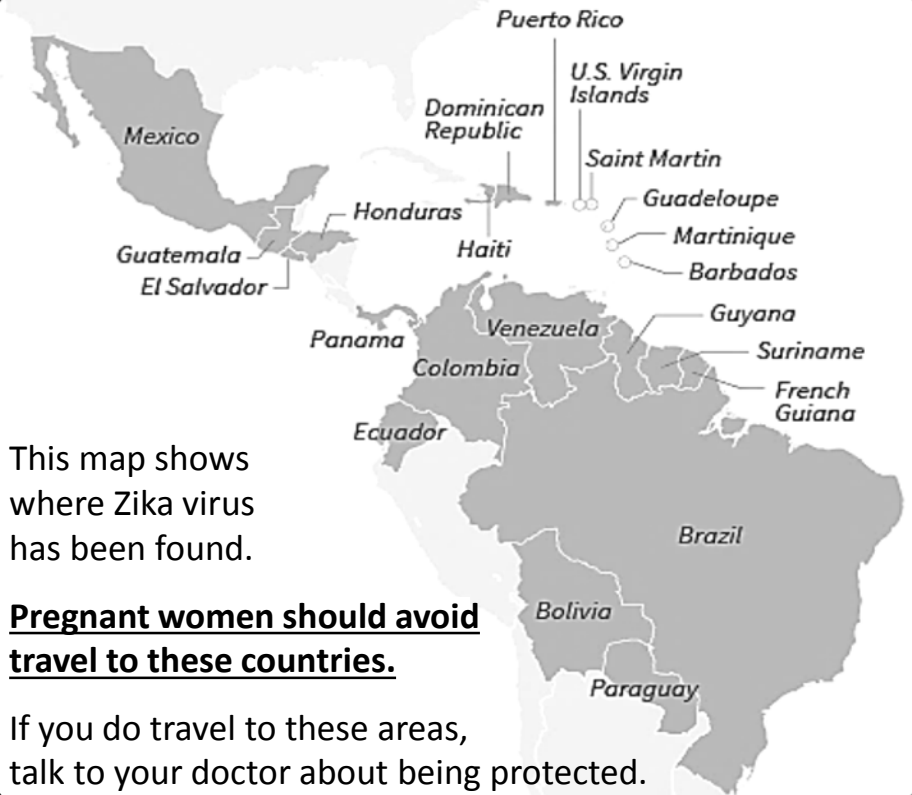 Puerto Rico
U.S. Virgin
Islands
Dominican
Republic
Mexico
Saint Martin
Guadeloupe
Honduras
Martinique
Haiti
Guatemala
Barbados
El Salvador
Guyana
Venezuela
Panama
Suriname
Colombia
French
Guiana
Ecuador
This map shows
where Zika virus
has been found.
Brazil
Pregnant women should avoid
travel to these countries.
Bolivia
Paraguay
If you do travel to these areas,
talk to your doctor about being protected.